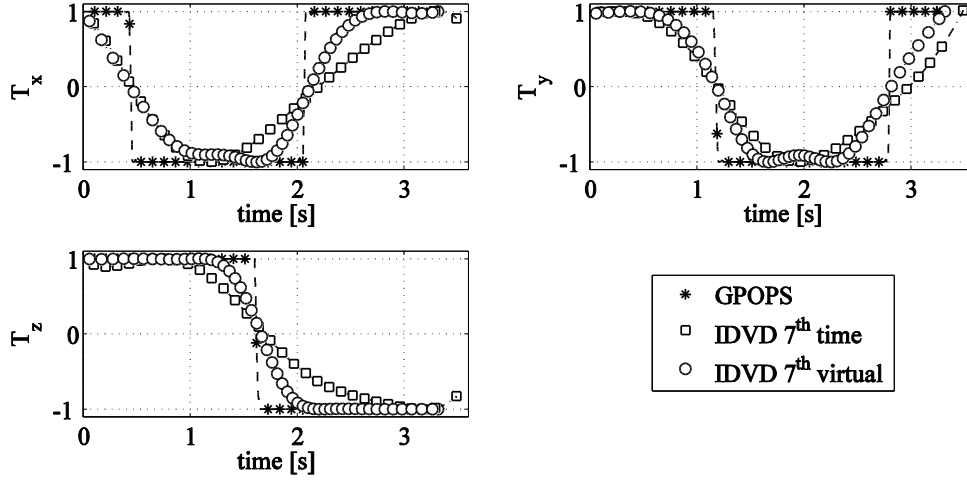 1
0
-1
T_x
0 1 2 3
time [s]
1
0
-1
T_y
0 1 2 3
time [s]
1
0
-1
T_z
0 1 2 3
time [s]
GPOPS
IDVD 7th time
IDVD 7th virtual